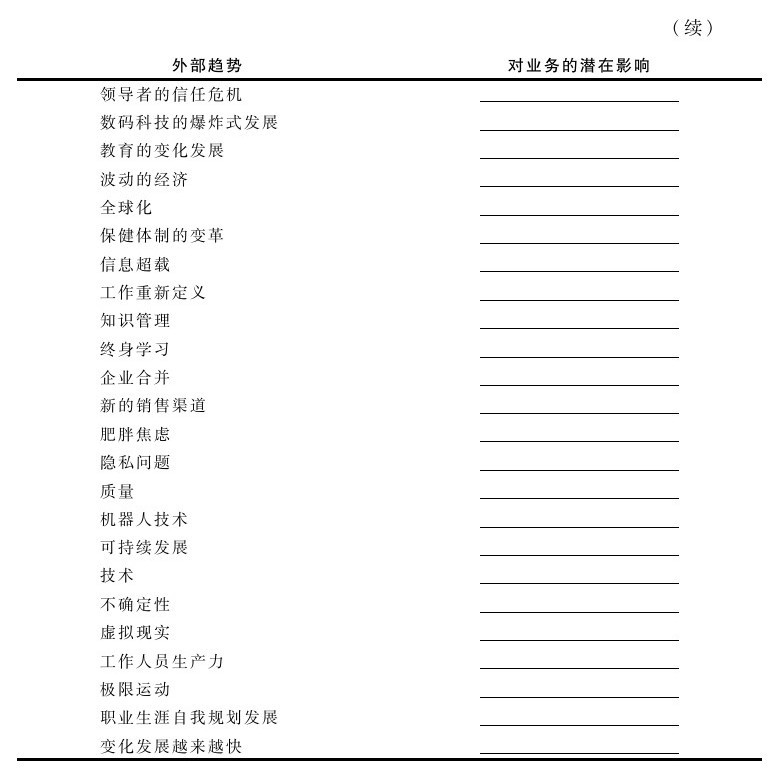 （续）
外部趋势 对业务的潜在影响
领导者的信任危机
数码科技的爆炸式发展
教育的变化发展
波动的经济
全球化
保健体制的变革
信息超载
工作重新定义
知识管理
终身学习
企业合并
新的销售渠道
肥胖焦虑
隐私问题
质量
机器人技术
可持续发展
技术
不确定性
虚拟现实
工作人员生产力
极限运动
职业生涯自我规划发展
变化发展越来越快